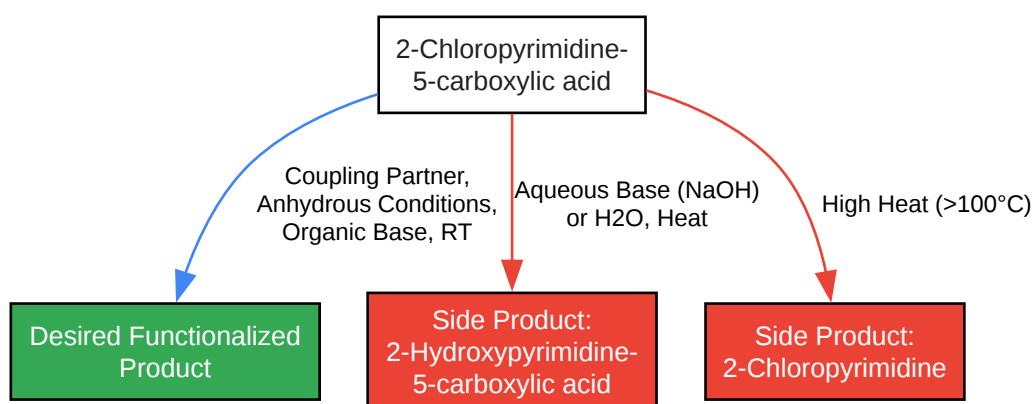 2-Chloropyrimidine-
5-carboxylic acid
Coupling Partner,
Anhydrous Conditions,
Organic Base, RT
Aqueous Base (NaOH)
or H2O, Heat
High Heat (>100°C)
Desired Functionalized
Product
Side Product:
2-Hydroxypyrimidine-
5-carboxylic acid
Side Product:
2-Chloropyrimidine